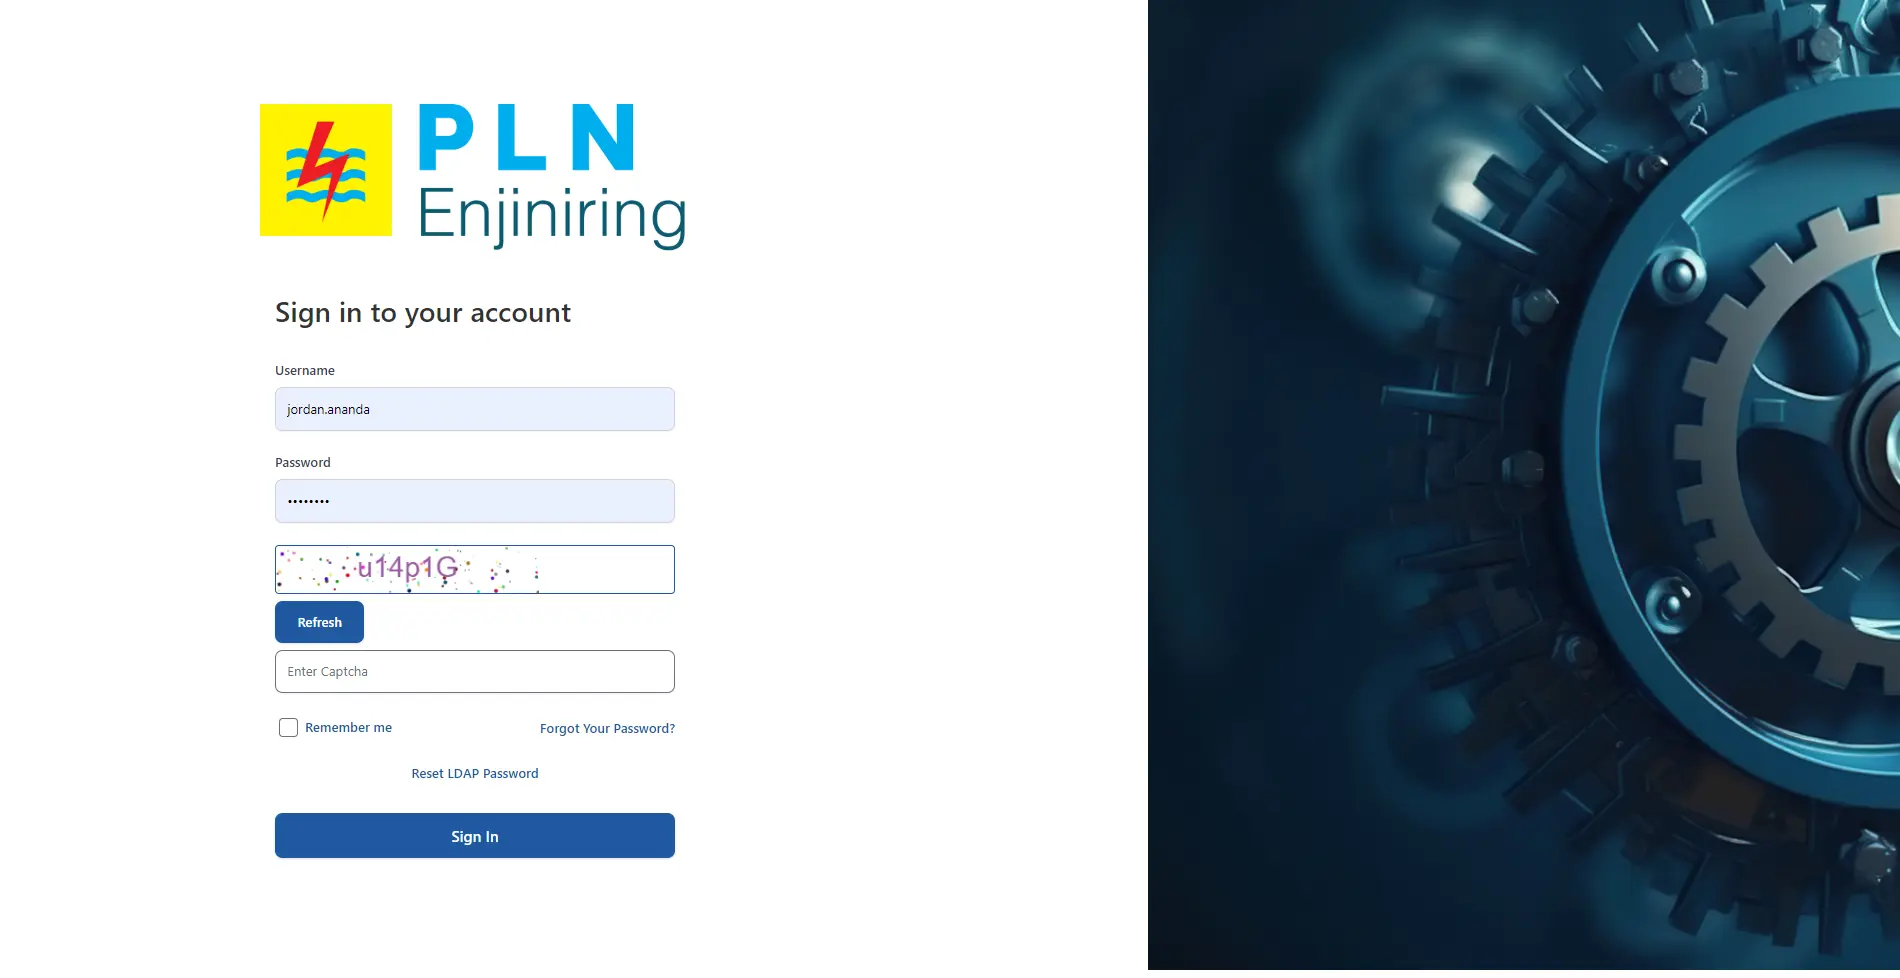 PLN
Enjiniring
Sign in to your account
Username
jordan.ananda
Password
••••••••
u14p1G
Refresh
Enter Captcha
Remember me
Forgot Your Password?
Reset LDAP Password
Sign In